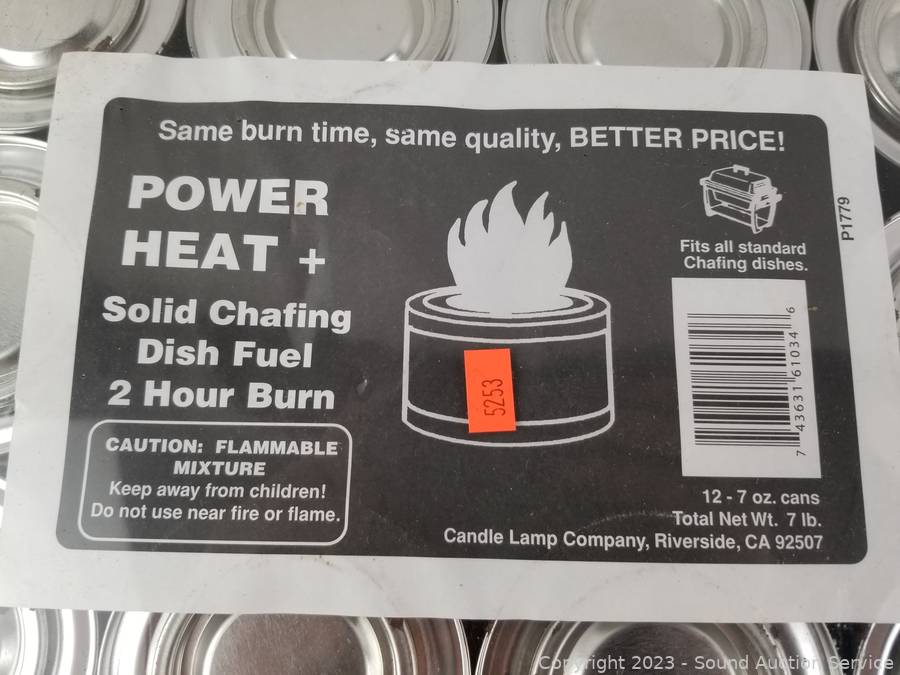 Same burn time, same quality, BETTER PRICE!
POWER
HEAT +
Solid Chafing
Dish Fuel
2 Hour Burn
CAUTION: FLAMMABLE
MIXTURE
Keep away from children!
Do not use near fire or flame.
5253
Fits all standard
Chafing dishes.
P1779
7 43631 61034 6
12 - 7 oz. cans
Total Net Wt. 7 lb.
Candle Lamp Company, Riverside, CA 92507
Copyright 2023 - Sound Auction Service